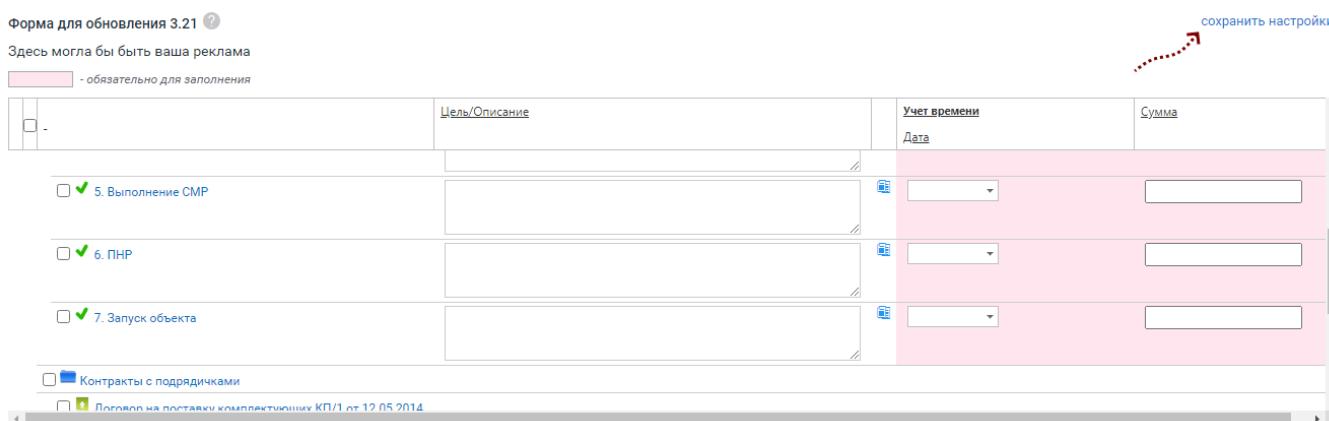 Форма для обновления 3.21 ?
сохранить настройки
Здесь могла бы быть ваша реклама
- обязательно для заполнения
-
Цель/Описание
Учет времени
Дата
Сумма
5. Выполнение СМР
6. ПНР
7. Запуск объекта
Контракты с подрядичками
Договор на поставку комплектующих КП/1 от 12.05.2014